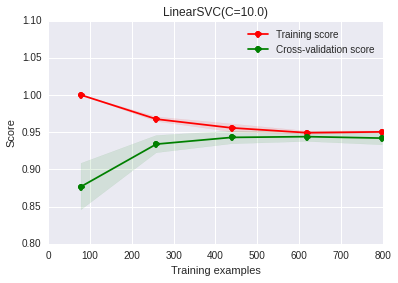 LinearSVC(C=10.0)
Training score
Cross-validation score
Score
1.10
1.05
1.00
0.95
0.90
0.85
0.80
0 100 200 300 400 500 600 700 800
Training examples